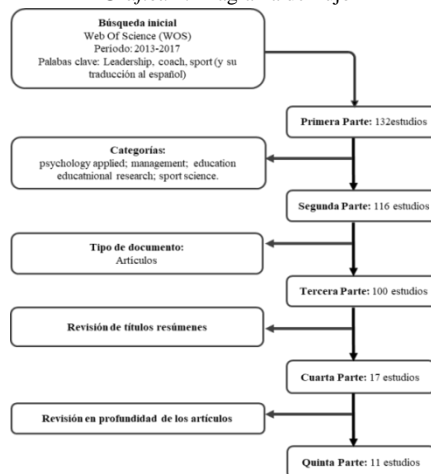 Búsqueda inicial
Web Of Science (WOS)
Periodo: 2013-2017
Palabas clave: Leadership, coach, sport (y su
traducción al español)
Primera Parte: 132estudios
Categorías:
psychology applied; management; education
educatnional research; sport science.
Segunda Parte: 116 estudios
Tipo de documento:
Artículos
Tercera Parte: 100 estudios
Revisión de títulos resúmenes
Cuarta Parte: 17 estudios
Revisión en profundidad de los artículos
Quinta Parte: 11 estudios